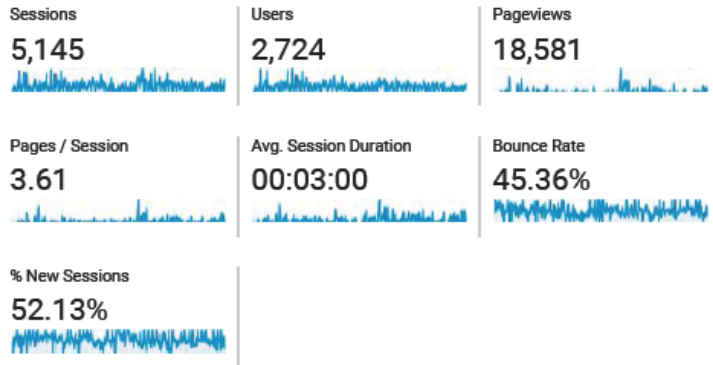 Sessions
5,145
Users
2,724
Pageviews
18,581
Pages / Session
3.61
Avg. Session Duration
00:03:00
Bounce Rate
45.36%
% New Sessions
52.13%